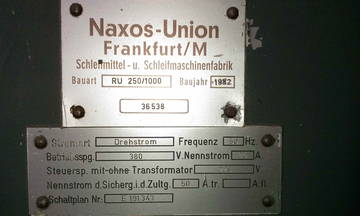 Naxos-Union
Frankfurt/M
Schleifmittel - u. Schleifmaschinenfabrik
Bauart RU 250/1000 Baujahr 1982
36538
Stromart Drehstrom Frequenz Hz.
Betriebsspg. 380 V. Nennstrom A.
Steuersp. mit-ohne Transformator V.
Nennstrom d. Sicherg. i.d. Zultg. 50 A.tr. A.fl.
Schaltplan Nr. E 1913A3